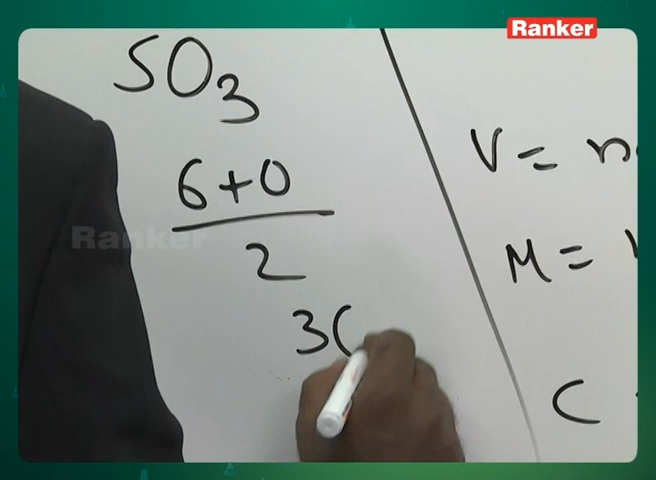 Ranker
SO3
6+0
2
3(
V = n
M =
C
Ranker